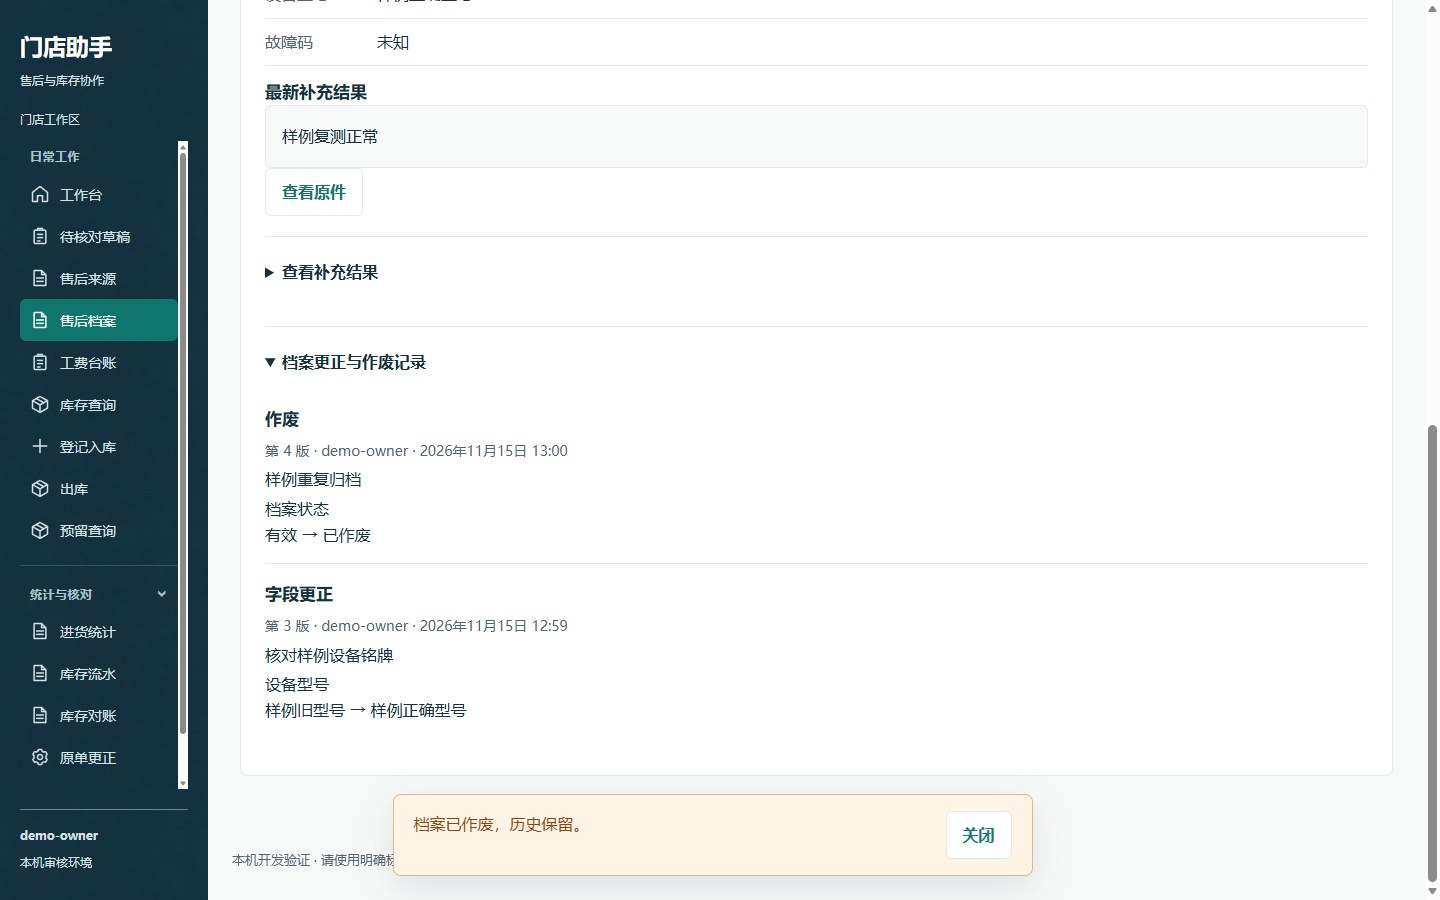 门店助手
售后与库存协作
门店工作区
日常工作
工作台
待核对草稿
售后来源
售后档案
工费台账
库存查询
登记入库
出库
预留查询
统计与核对
进货统计
库存流水
库存对账
原单更正
demo-owner
本机审核环境
故障码 未知
最新补充结果
样例复测正常
查看原件
查看补充结果
档案更正与作废记录
作废
第 4 版 · demo-owner · 2026年11月15日 13:00
样例重复归档
档案状态
有效 → 已作废
字段更正
第 3 版 · demo-owner · 2026年11月15日 12:59
核对样例设备铭牌
设备型号
样例旧型号 → 样例正确型号
档案已作废，历史保留。
关闭
本机开发验证 · 请使用明确